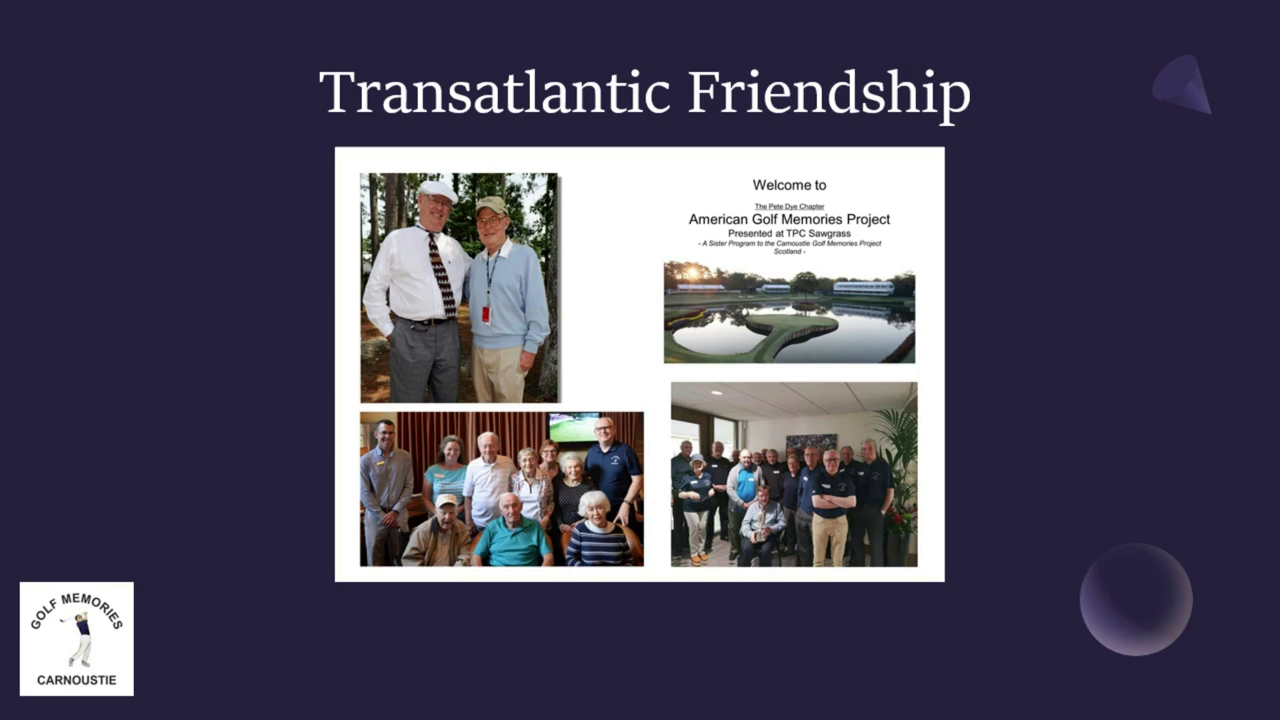 Transatlantic Friendship
Welcome to
The Pete Dye Chapter
American Golf Memories Project
Presented at TPC Sawgrass
- A Sister Program to the Carnoustie Golf Memories Project
Scotland -
GOLF MEMORIES
CARNOUSTIE